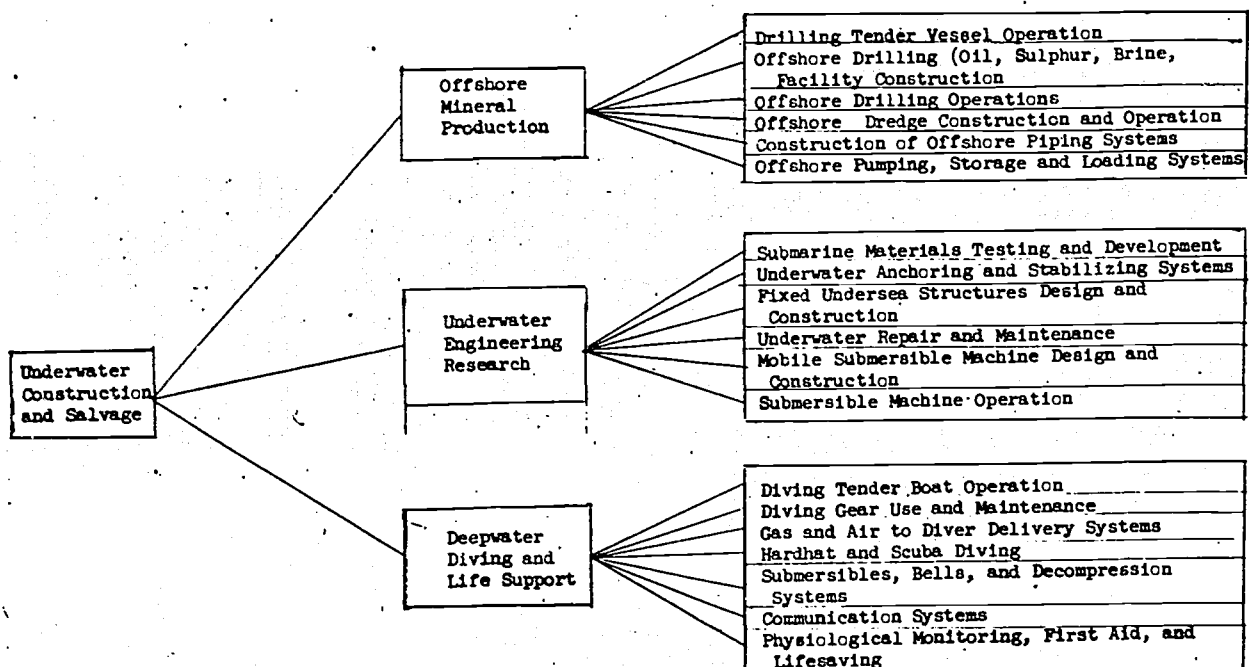 Underwater
Construction
and Salvage
Offshore
Mineral
Production
Drilling Tender Vessel Operation
Offshore Drilling (Oil, Sulphur, Brine,
Facility Construction
Offshore Drilling Operations
Offshore Dredge Construction and Operation
Construction of Offshore Piping Systems
Offshore Pumping, Storage and Loading Systems
Underwater
Engineering
Research
Submarine Materials Testing and Development
Underwater Anchoring and Stabilizing Systems
Fixed Undersea Structures Design and
Construction
Underwater Repair and Maintenance
Mobile Submersible Machine Design and
Construction
Submersible Machine Operation
Deepwater
Diving and
Life Support
Diving Tender Boat Operation
Diving Gear Use and Maintenance
Gas and Air to Diver Delivery Systems
Hardhat and Scuba Diving
Submersibles, Bells, and Decompression
Systems
Communication Systems
Physiological Monitoring, First Aid, and
Lifesaving